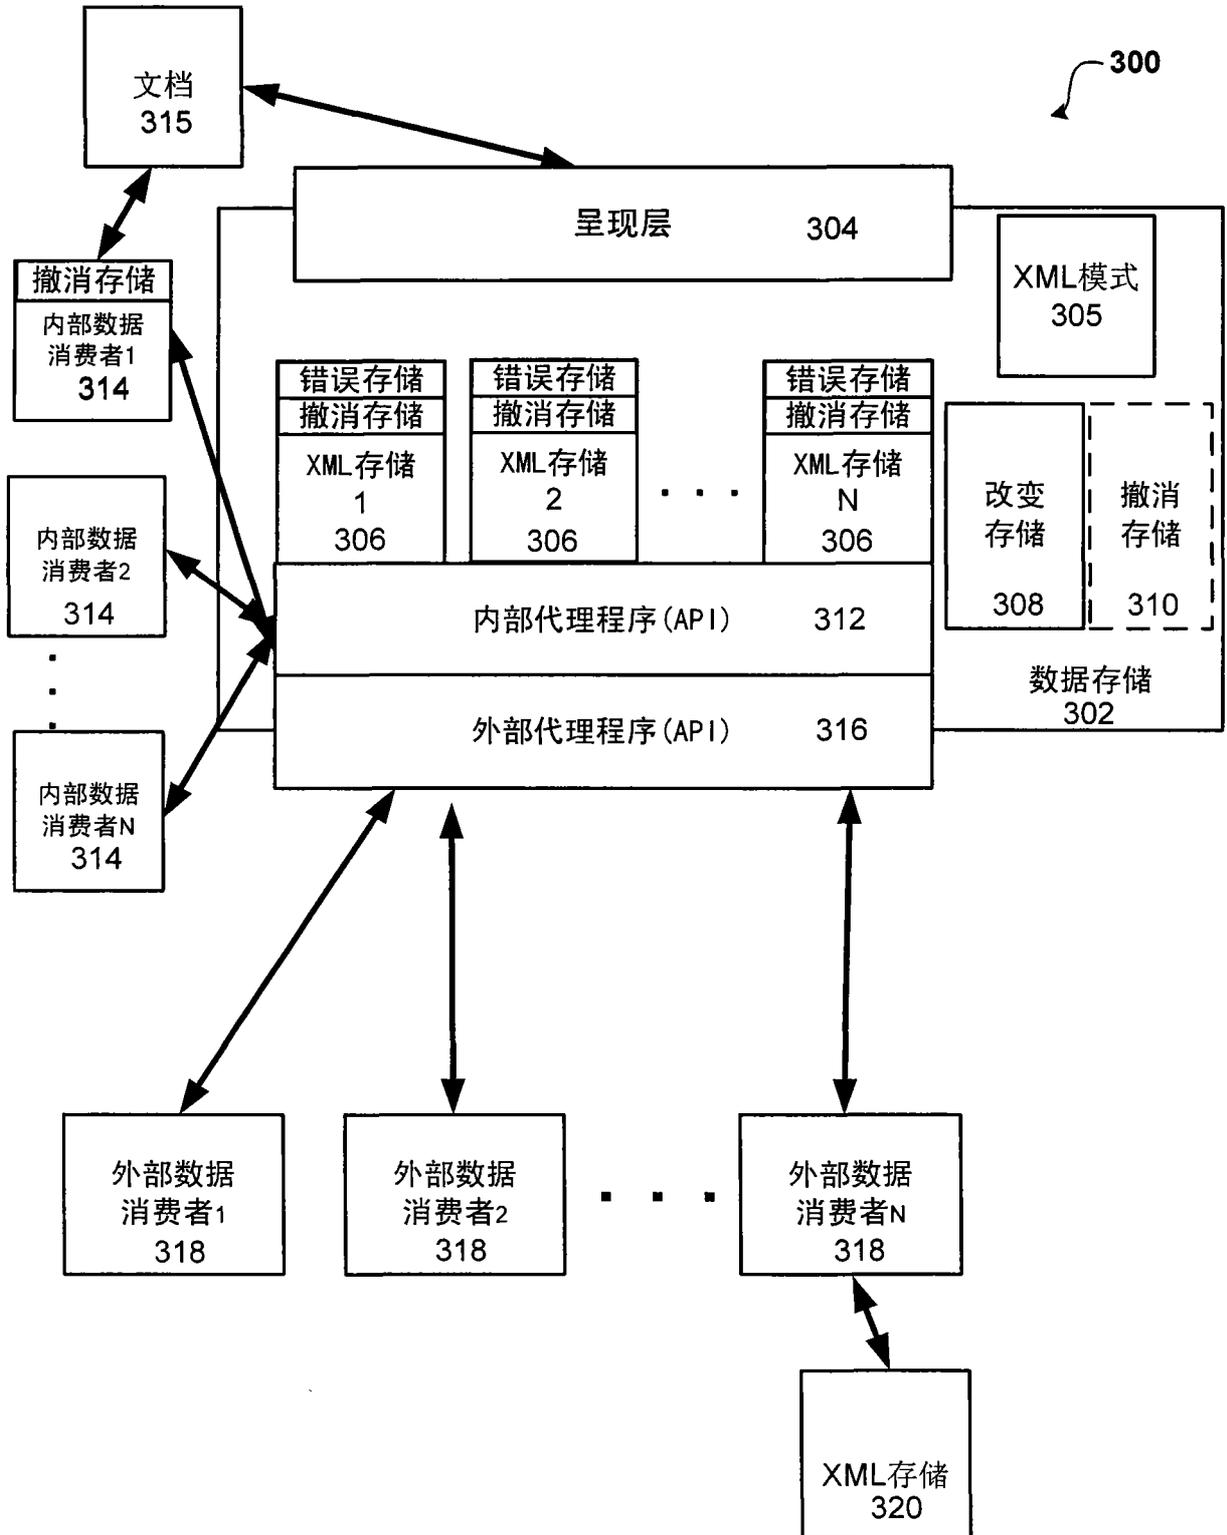 文档
315
300
呈现层 304
XML模式
305
撤消存储
内部数据
消费者1
314
错误存储
撤消存储
XML存储
1
306
错误存储
撤消存储
XML存储
2
306
. . .
错误存储
撤消存储
XML存储
N
306
改变
存储
308
撤消
存储
310
内部数据
消费者2
314
内部代理程序(API) 312
数据存储
302
外部代理程序(API) 316
内部数据
消费者N
314
外部数据
消费者1
318
外部数据
消费者2
318
. . .
外部数据
消费者N
318
XML存储
320